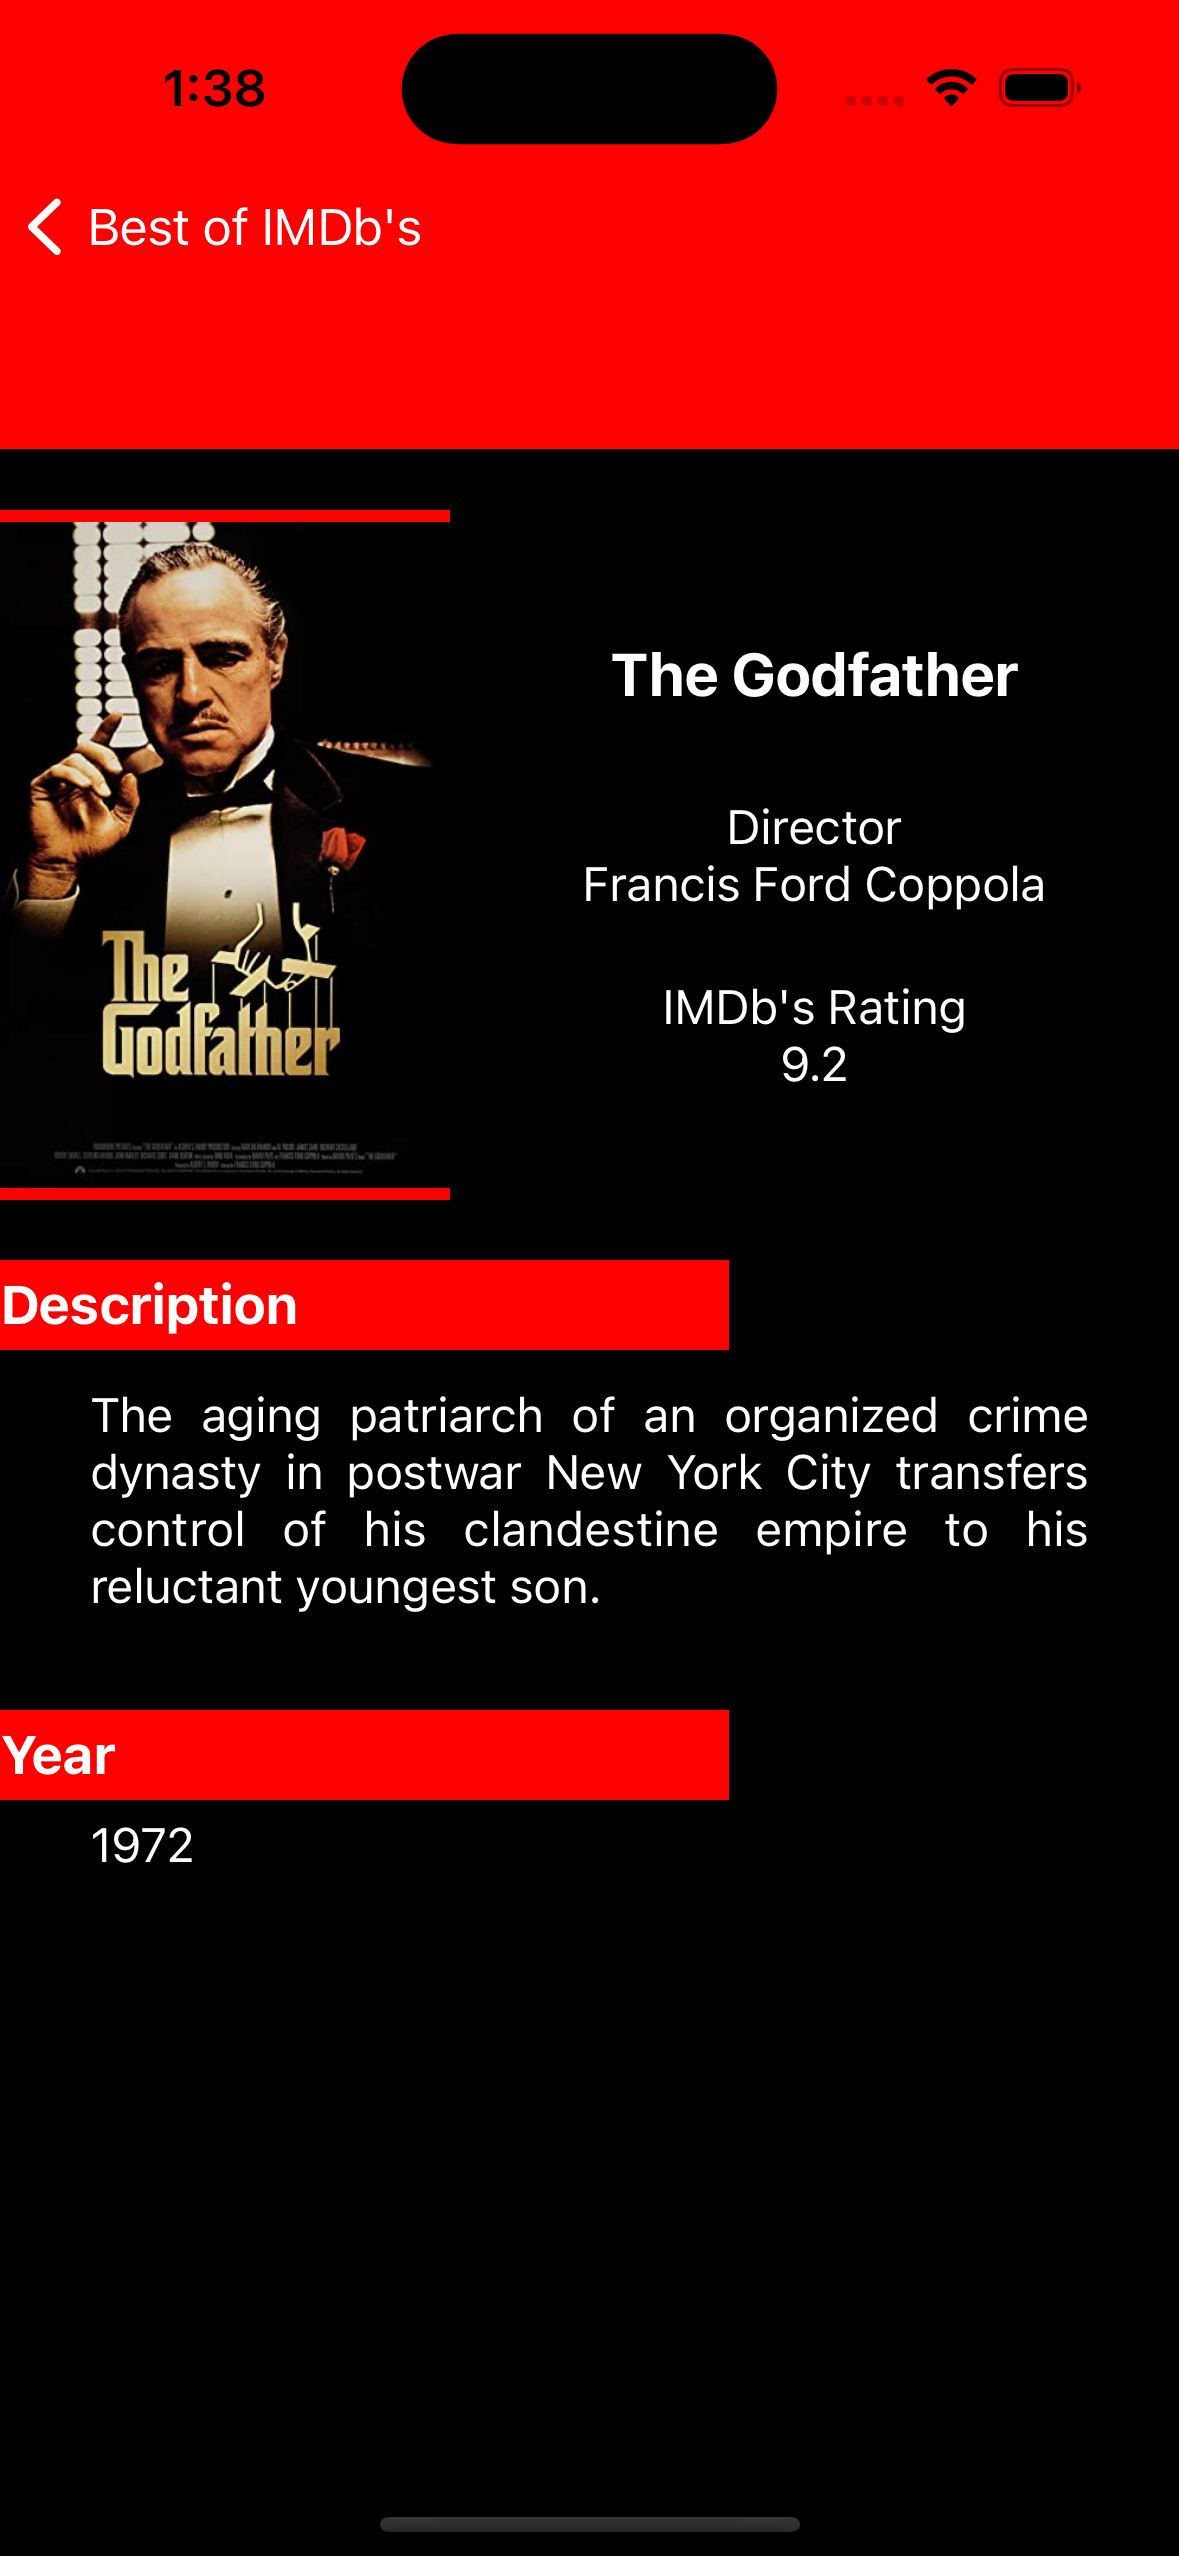 1:38
Best of IMDb's
The Godfather
Director
Francis Ford Coppola
IMDb's Rating
9.2
The
Godfather
Description
The aging patriarch of an organized crime
dynasty in postwar New York City transfers
control of his clandestine empire to his
reluctant youngest son.
Year
1972